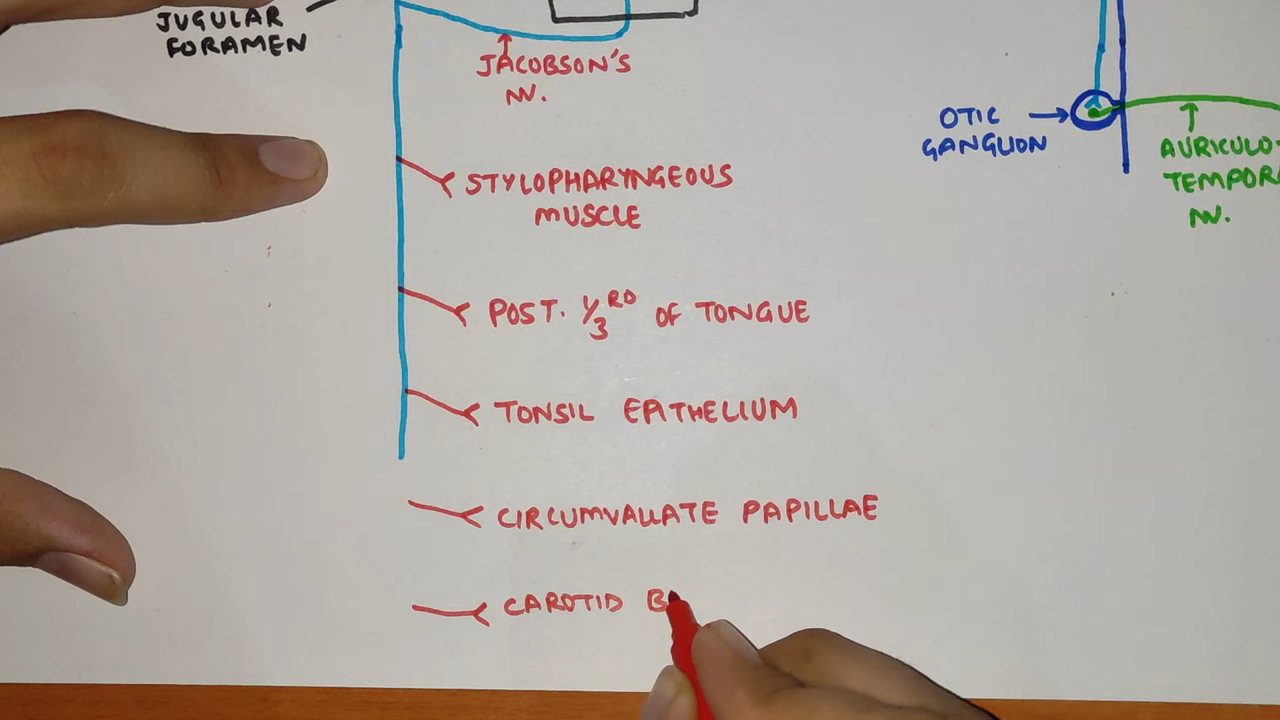 JUGULAR
FORAMEN
JACOBSON'S
NV.
OTIC
GANGLION
AURICULO-
TEMPORA
NV.
STYLOPHARYNGEOUS
MUSCLE
POST. 1/3RD OF TONGUE
TONSIL EPITHELIUM
CIRCUMVALLATE PAPILLAE
CAROTID B